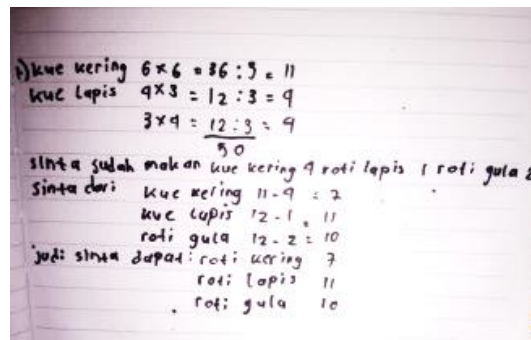 1) kue kering 6 x 6 = 36 : 3 = 11
kue lapis 4 x 3 = 12 : 3 = 4
3 x 4 = 12 : 3 = 4
50
sinta sudah makan kue kering 4 roti lapis 1 roti gula 2
sinta dari kue kering 11 - 4 = 7
kue lapis 12 - 1 = 11
roti gula 12 - 2 = 10
jadi sinta dapat : roti kering 7
roti lapis 11
roti gula 10